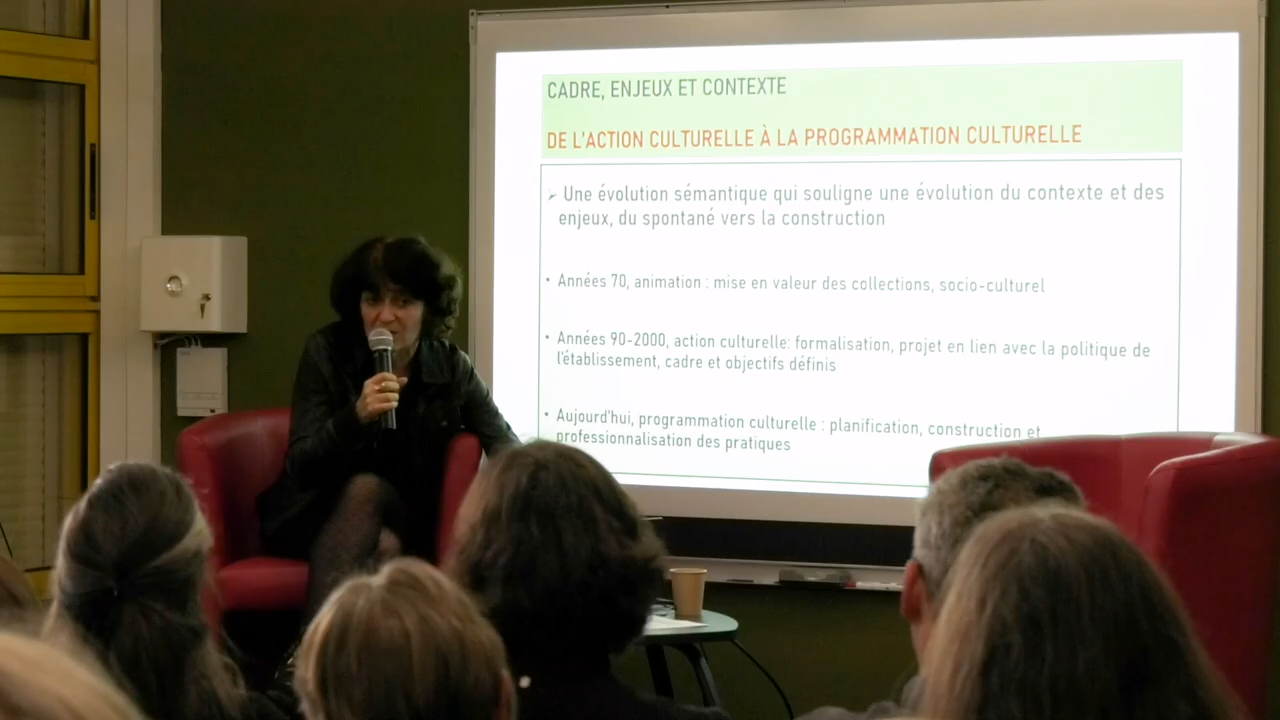 CADRE, ENJEUX ET CONTEXTE
DE L'ACTION CULTURELLE À LA PROGRAMMATION CULTURELLE
➢ Une évolution sémantique qui souligne une évolution du contexte et des
enjeux, du spontané vers la construction
• Années 70, animation : mise en valeur des collections, socio-culturel
• Années 90-2000, action culturelle: formalisation, projet en lien avec la politique de
l'établissement, cadre et objectifs définis
• Aujourd'hui, programmation culturelle : planification, construction et
professionnalisation des pratiques